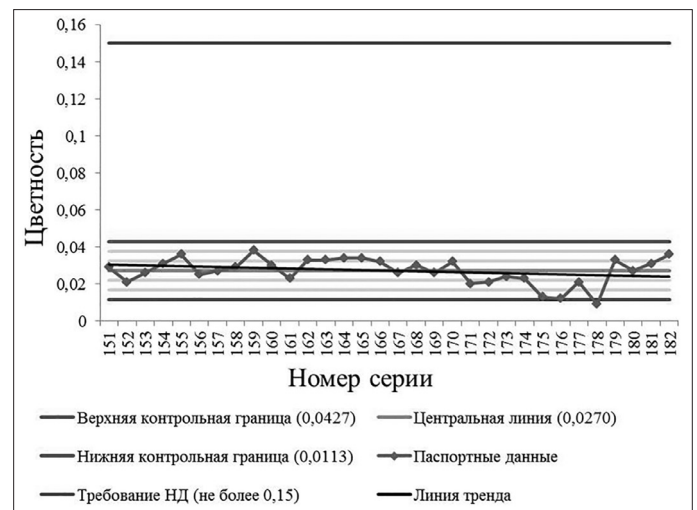 0,16
0,14
0,12
0,1
0,08
0,06
0,04
0,02
0
Цветность
151 152 153 154 155 156 157 158 159 160 161 162 163 164 165 166 167 168 169 170 171 172 173 174 175 176 177 178 179 180 181 182
Номер серии
Верхняя контрольная граница (0,0427) Центральная линия (0,0270)
Нижняя контрольная граница (0,0113) Паспортные данные
Требование НД (не более 0,15) Линия тренда